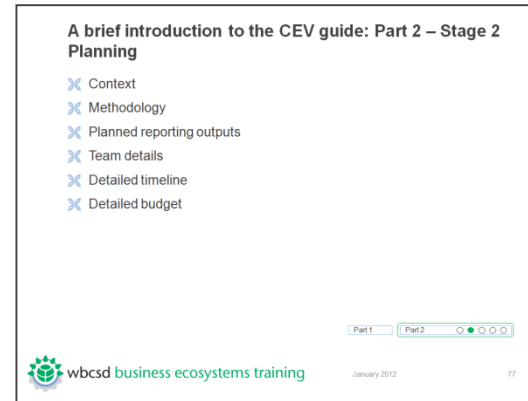 A brief introduction to the CEV guide: Part 2 – Stage 2
Planning
Context
Methodology
Planned reporting outputs
Team details
Detailed timeline
Detailed budget
Part 1
Part 2
wbcsd business ecosystems training
January 2012
77